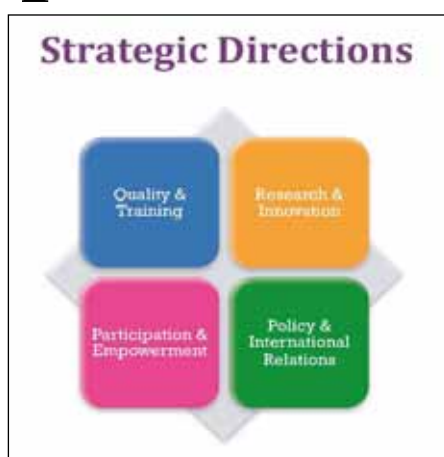 Strategic Directions
Quality &
Training
Research &
Innovation
Participation &
Empowerment
Policy &
International
Relations